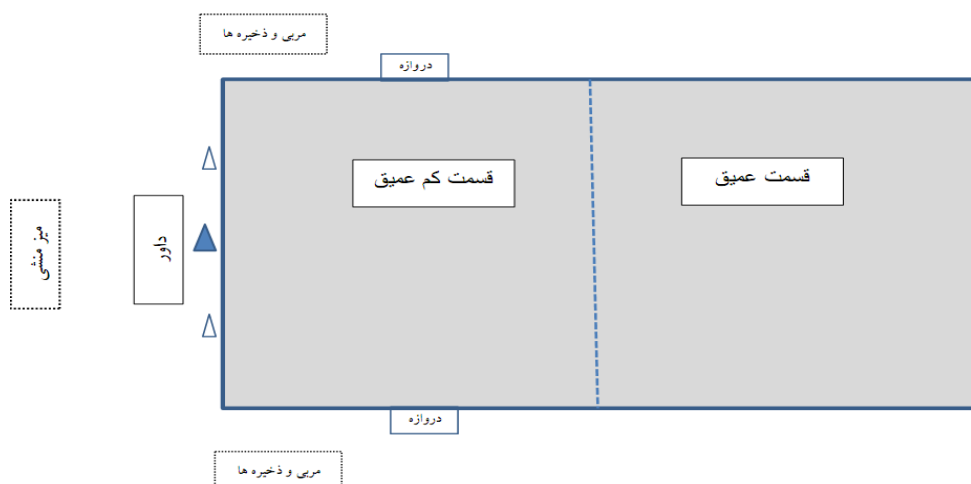 مربی و ذخیره ها
دروازه
قسمت عمیق
قسمت کم عمیق
داور
میز منشی
دروازه
مربی و ذخیره ها